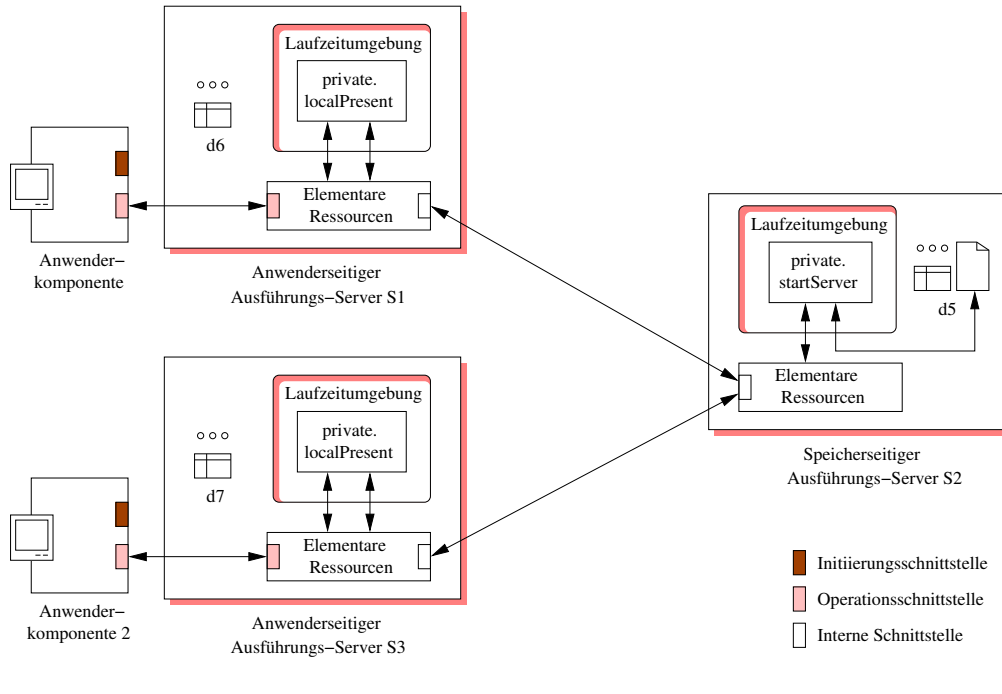 Laufzeitumgebung
private.
localPresent
d6
Elementare
Ressourcen
Anwender−
komponente
Anwenderseitiger
Ausführungs−Server S1
Laufzeitumgebung
private.
startServer
d5
Elementare
Ressourcen
Speicherseitiger
Ausführungs−Server S2
Laufzeitumgebung
private.
localPresent
d7
Elementare
Ressourcen
Anwender−
komponente 2
Anwenderseitiger
Ausführungs−Server S3
Initiierungsschnittstelle
Operationsschnittstelle
Interne Schnittstelle